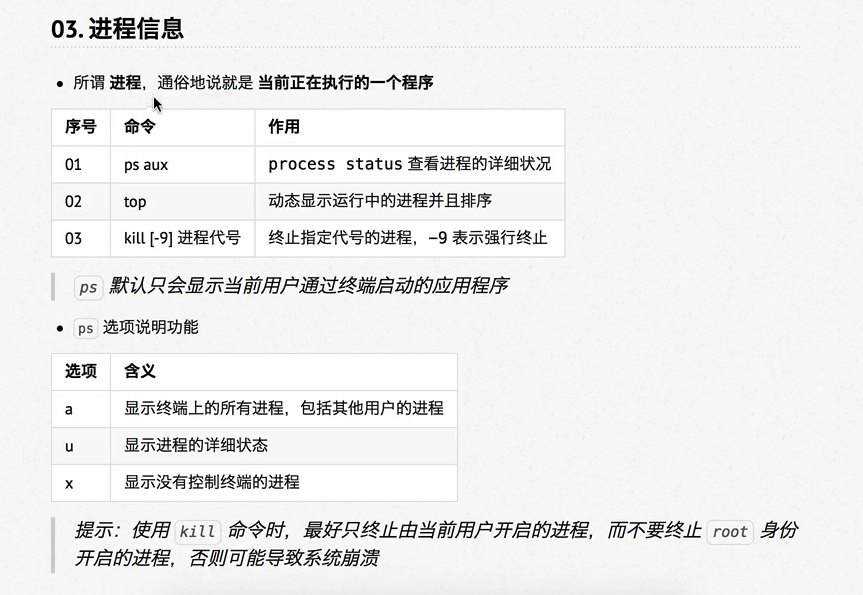 03. 进程信息
所谓 进程，通俗地说就是 当前正在执行的一个程序
序号 命令 作用
01 ps aux process status 查看进程的详细状况
02 top 动态显示运行中的进程并且排序
03 kill [-9] 进程代号 终止指定代号的进程，-9 表示强行终止
ps 默认只会显示当前用户通过终端启动的应用程序
ps 选项说明功能
选项 含义
a 显示终端上的所有进程，包括其他用户的进程
u 显示进程的详细状态
x 显示没有控制终端的进程
提示：使用 kill 命令时，最好只终止由当前用户开启的进程，而不要终止 root 身份
开启的进程，否则可能导致系统崩溃